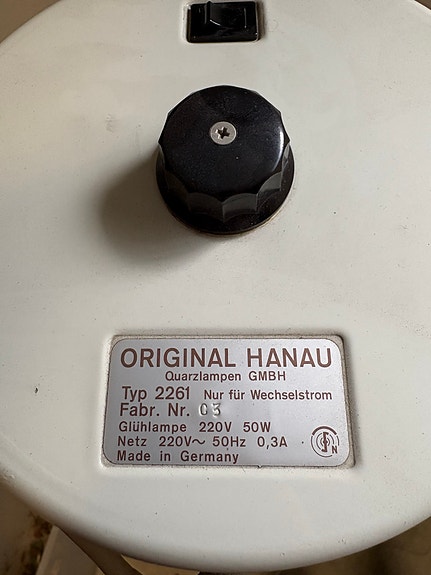 ORIGINAL HANAU
Quarzlampen GMBH
Typ 2261 Nur für Wechselstrom
Fabr. Nr. C3
Glühlampe 220V 50W
Netz 220V~ 50Hz 0,3A
Made in Germany
N